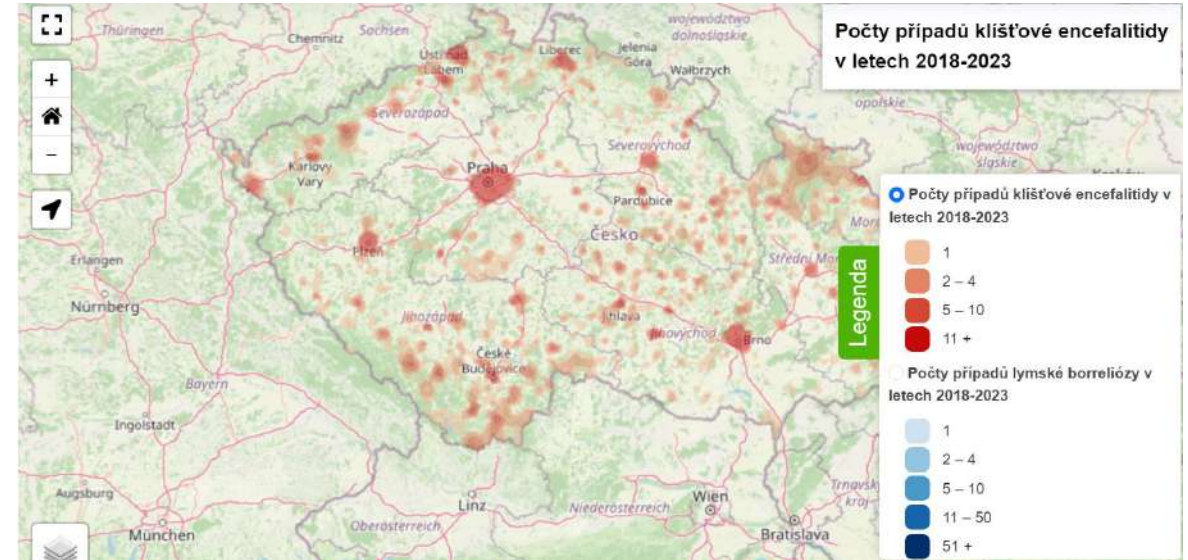 Počty případů klíšťové encefalitidy
v letech 2018-2023
Thüringen
Chemnitz
Sachsen
województwo
dolnośląskie
Ústí nad
Labem
Liberec
Jelenia
Góra
Wałbrzych
opolskie
Severozápad
województwo
śląskie
Karlovy
Vary
Praha
Severovýchod
Pardubice
Plzeň
Česko
Střední Mor
Erlangen
Nürnberg
Jihozápad
Jihlava
Jihovýchod
Brno
České
Budějovice
Bayern
Ingolstadt
Augsburg
München
Linz
Oberösterreich
Niederösterreich
Wien
Bratislava
Trnavsk
kraj
+
−
Legenda
Počty případů klíšťové encefalitidy v
letech 2018-2023
1
2 – 4
5 – 10
11 +
Počty případů lymské borreliózy v
letech 2018-2023
1
2 – 4
5 – 10
11 – 50
51 +